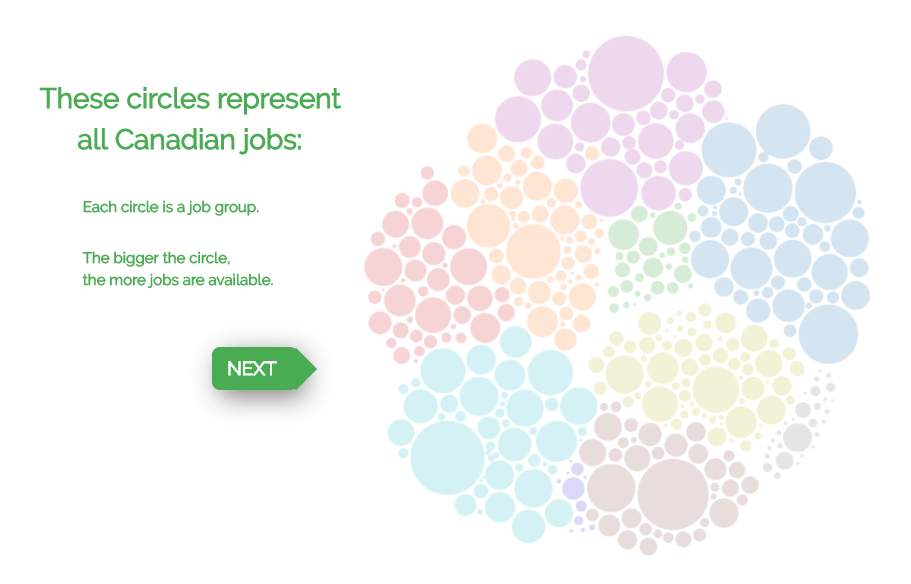 These circles represent
all Canadian jobs:
Each circle is a job group.
The bigger the circle,
the more jobs are available.
NEXT